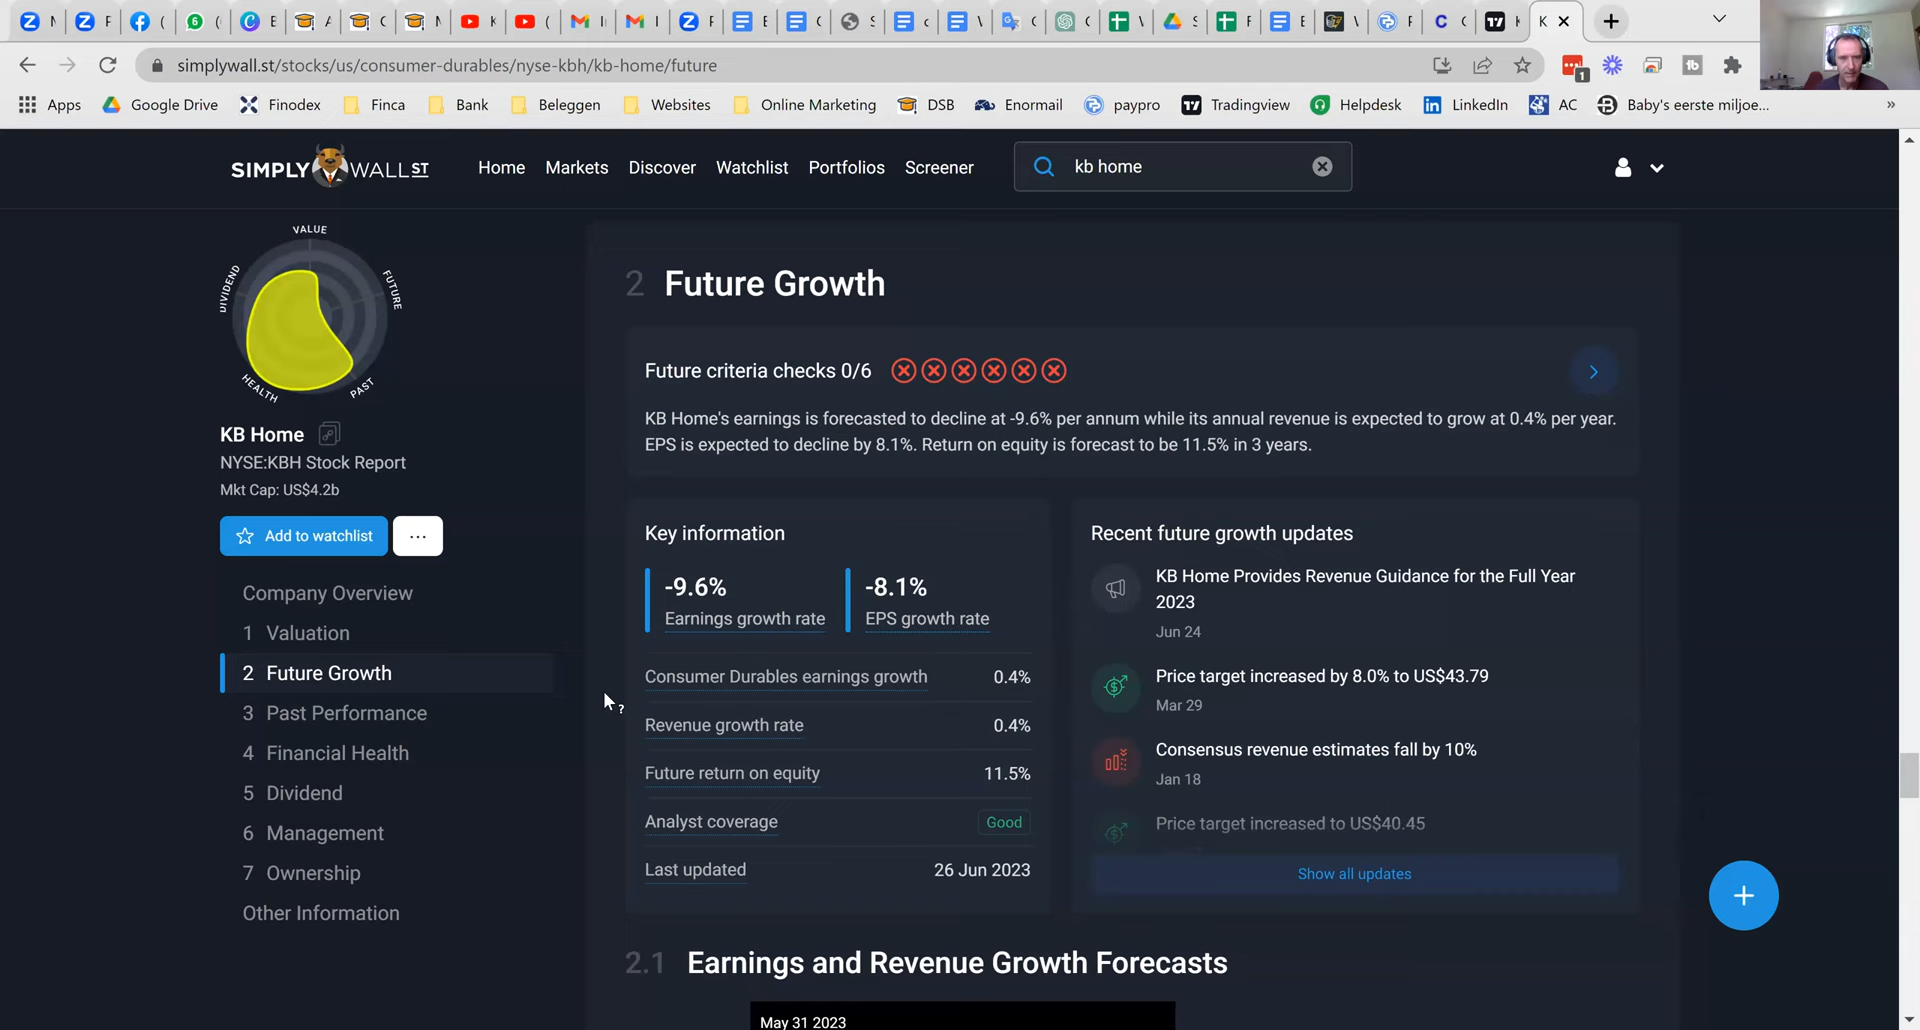 simplywall.st/stocks/us/consumer-durables/nyse-kbh/kb-home/future
1
Apps
Google Drive
Finodex
Finca
Bank
Beleggen
Websites
Online Marketing
DSB
Enormail
paypro
Tradingview
Helpdesk
LinkedIn
AC
Baby's eerste miljoe...
»
SIMPLY WALL ST
Home
Markets
Discover
Watchlist
Portfolios
Screener
kb home
VALUE
FUTURE
PAST
HEALTH
DIVIDEND
KB Home
NYSE:KBH Stock Report
Mkt Cap: US$4.2b
Add to watchlist
...
Company Overview
1 Valuation
2 Future Growth
3 Past Performance
4 Financial Health
5 Dividend
6 Management
7 Ownership
Other Information
2 Future Growth
Future criteria checks 0/6
KB Home's earnings is forecasted to decline at -9.6% per annum while its annual revenue is expected to grow at 0.4% per year.
EPS is expected to decline by 8.1%. Return on equity is forecast to be 11.5% in 3 years.
Key information
-9.6%
Earnings growth rate
-8.1%
EPS growth rate
Consumer Durables earnings growth 0.4%
Revenue growth rate 0.4%
Future return on equity 11.5%
Analyst coverage Good
Last updated 26 Jun 2023
Recent future growth updates
KB Home Provides Revenue Guidance for the Full Year
2023
Jun 24
Price target increased by 8.0% to US$43.79
Mar 29
Consensus revenue estimates fall by 10%
Jan 18
Price target increased to US$40.45
Show all updates
2.1 Earnings and Revenue Growth Forecasts
May 31 2023